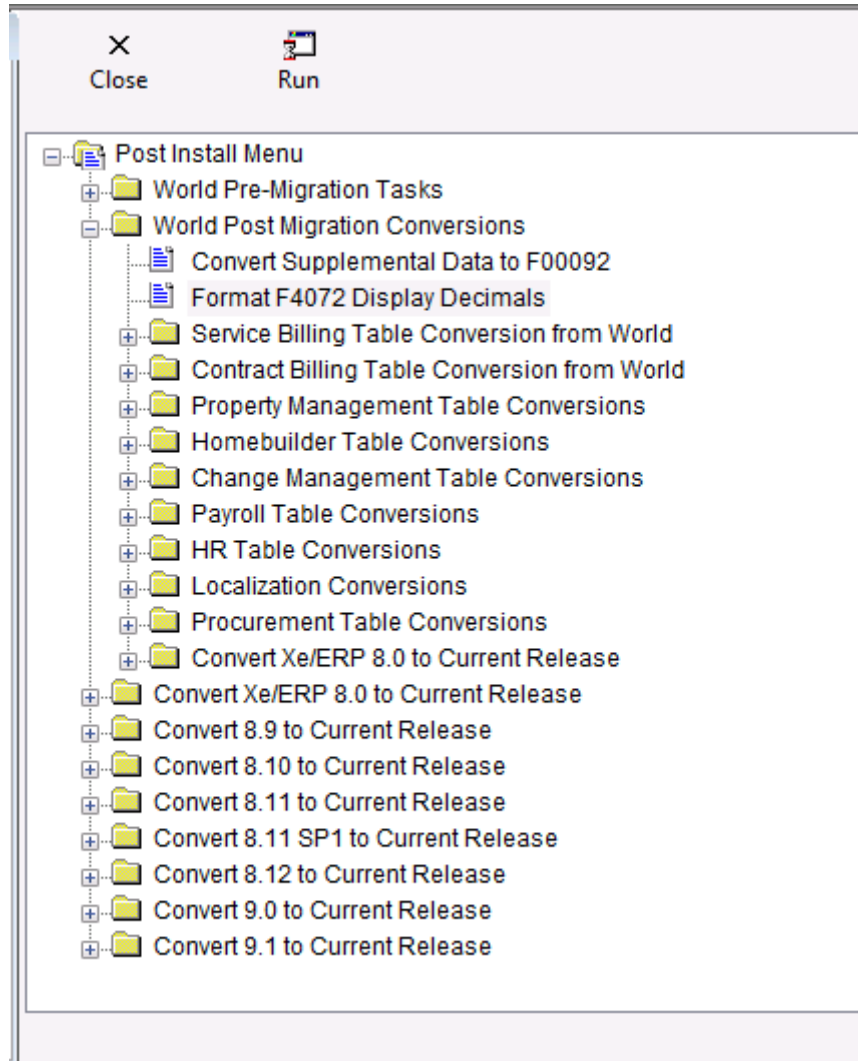 Close Run
Post Install Menu
World Pre-Migration Tasks
World Post Migration Conversions
Convert Supplemental Data to F00092
Format F4072 Display Decimals
Service Billing Table Conversion from World
Contract Billing Table Conversion from World
Property Management Table Conversions
Homebuilder Table Conversions
Change Management Table Conversions
Payroll Table Conversions
HR Table Conversions
Localization Conversions
Procurement Table Conversions
Convert Xe/ERP 8.0 to Current Release
Convert Xe/ERP 8.0 to Current Release
Convert 8.9 to Current Release
Convert 8.10 to Current Release
Convert 8.11 to Current Release
Convert 8.11 SP1 to Current Release
Convert 8.12 to Current Release
Convert 9.0 to Current Release
Convert 9.1 to Current Release